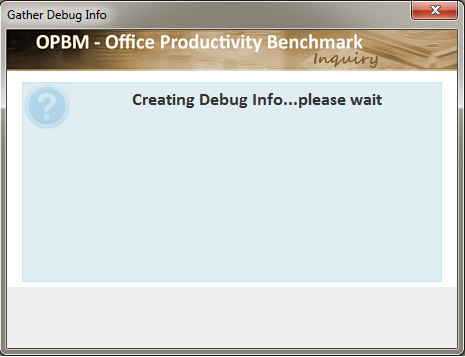 Gather Debug Info
OPBM - Office Productivity Benchmark
Inquiry
Creating Debug Info...please wait